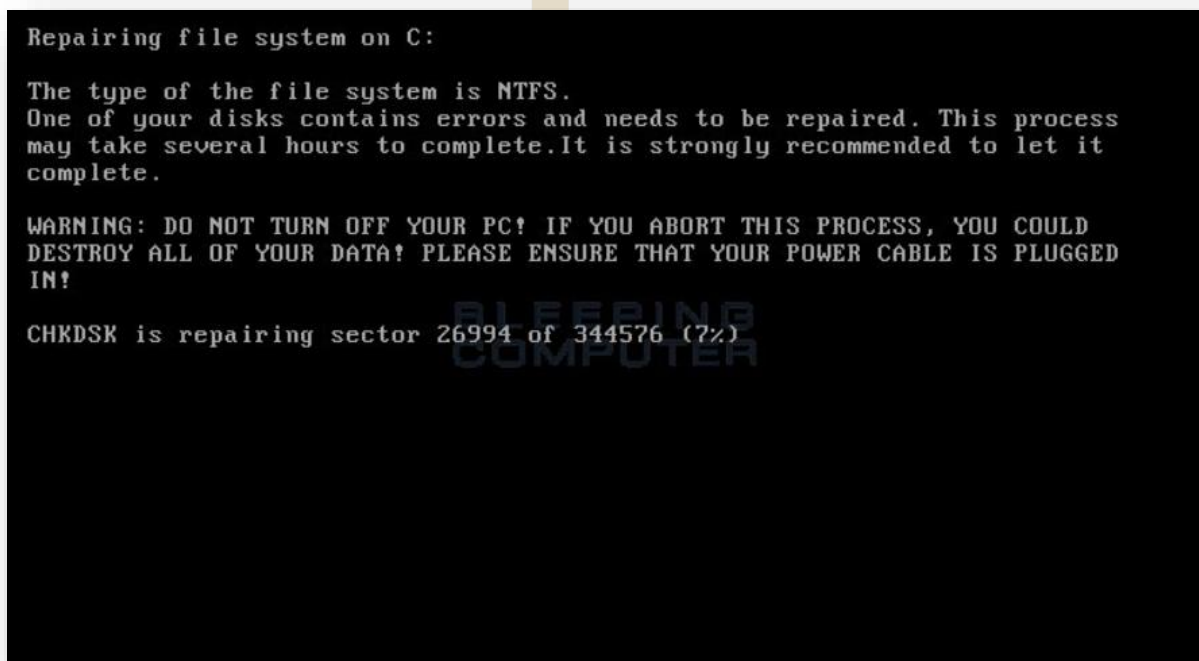 Repairing file system on C:
The type of the file system is NTFS.
One of your disks contains errors and needs to be repaired. This process
may take several hours to complete.It is strongly recommended to let it
complete.
WARNING: DO NOT TURN OFF YOUR PC! IF YOU ABORT THIS PROCESS, YOU COULD
DESTROY ALL OF YOUR DATA! PLEASE ENSURE THAT YOUR POWER CABLE IS PLUGGED
IN!
BLEEPING
CHKDSK is repairing sector 26994 of 344576 (7%)
COMPUTER